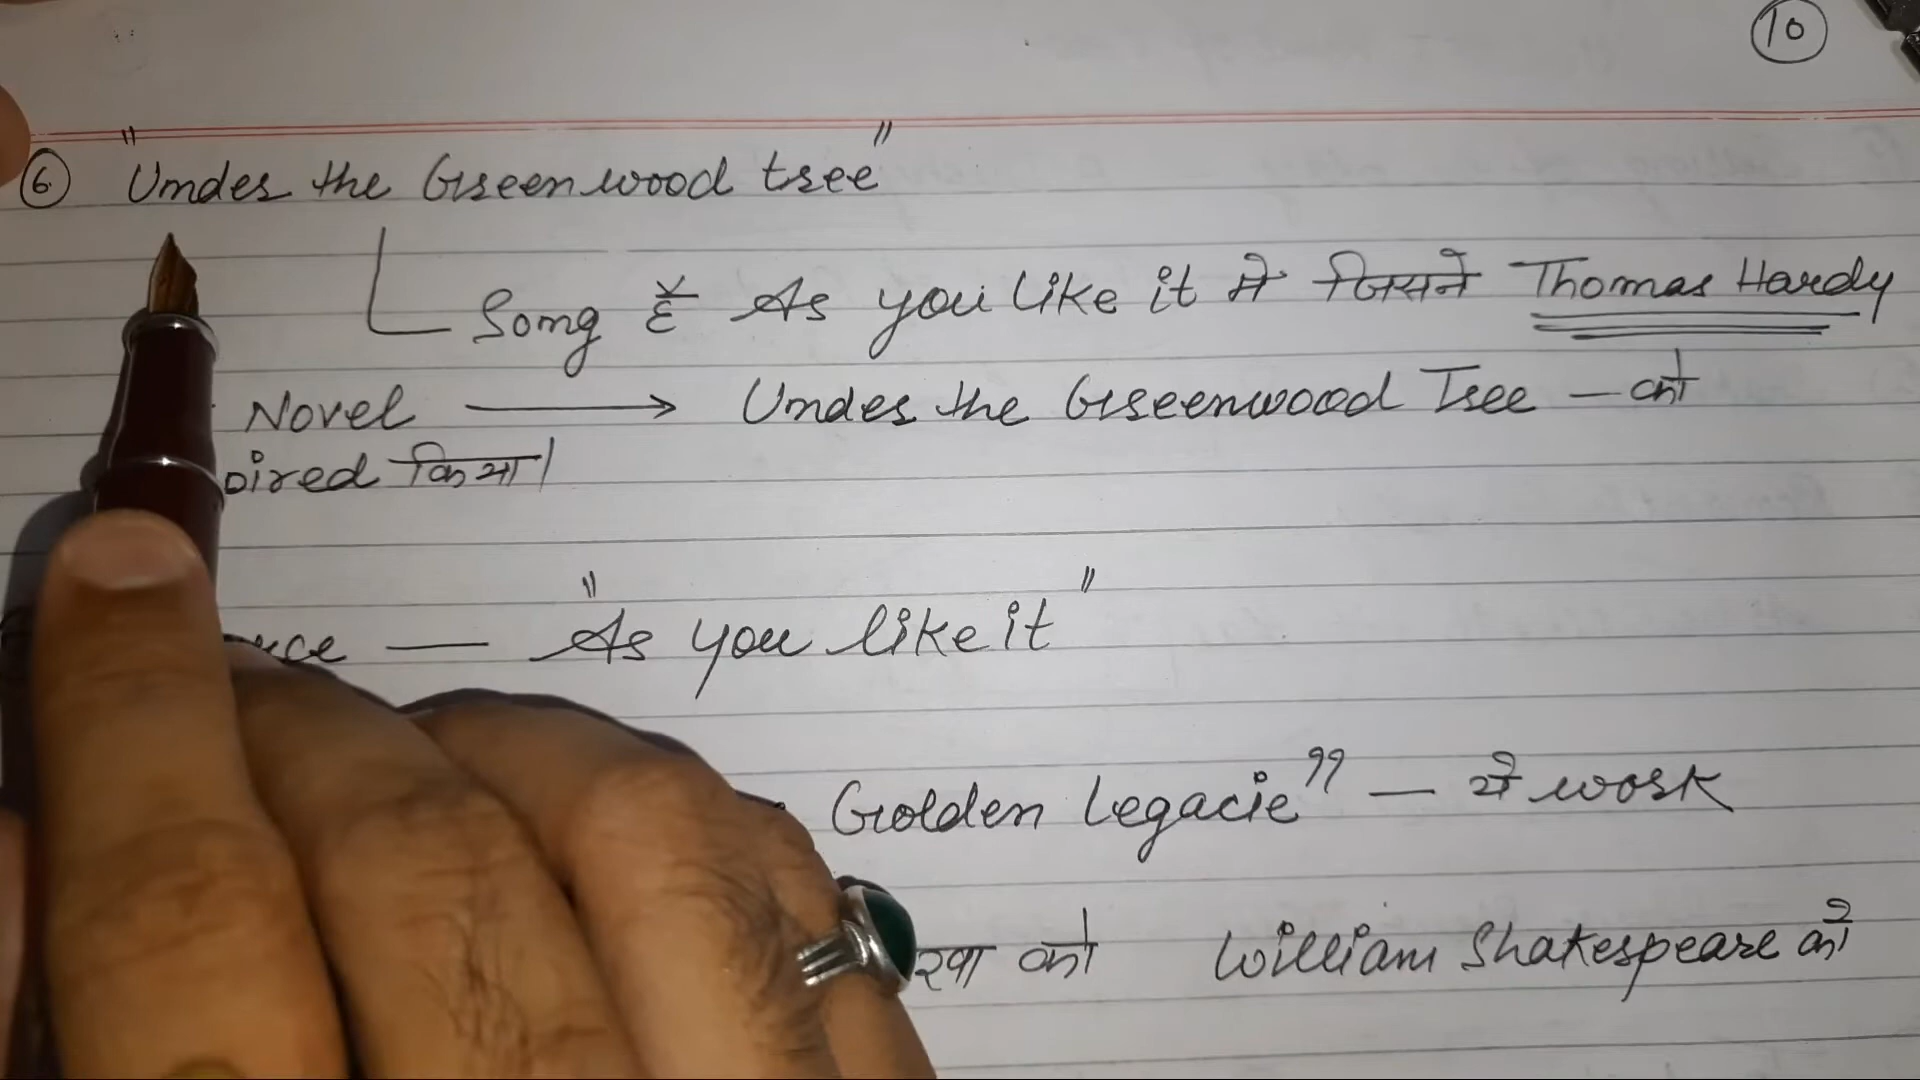 10
6. "Under the Greenwood tree"
Song है As you like it मे जिसने Thomas Hardy
Novel → Under the Greenwood Tree – को
pired किया।
— "As you like it"
Golden Legacie" — ये work
को William Shakespeare के